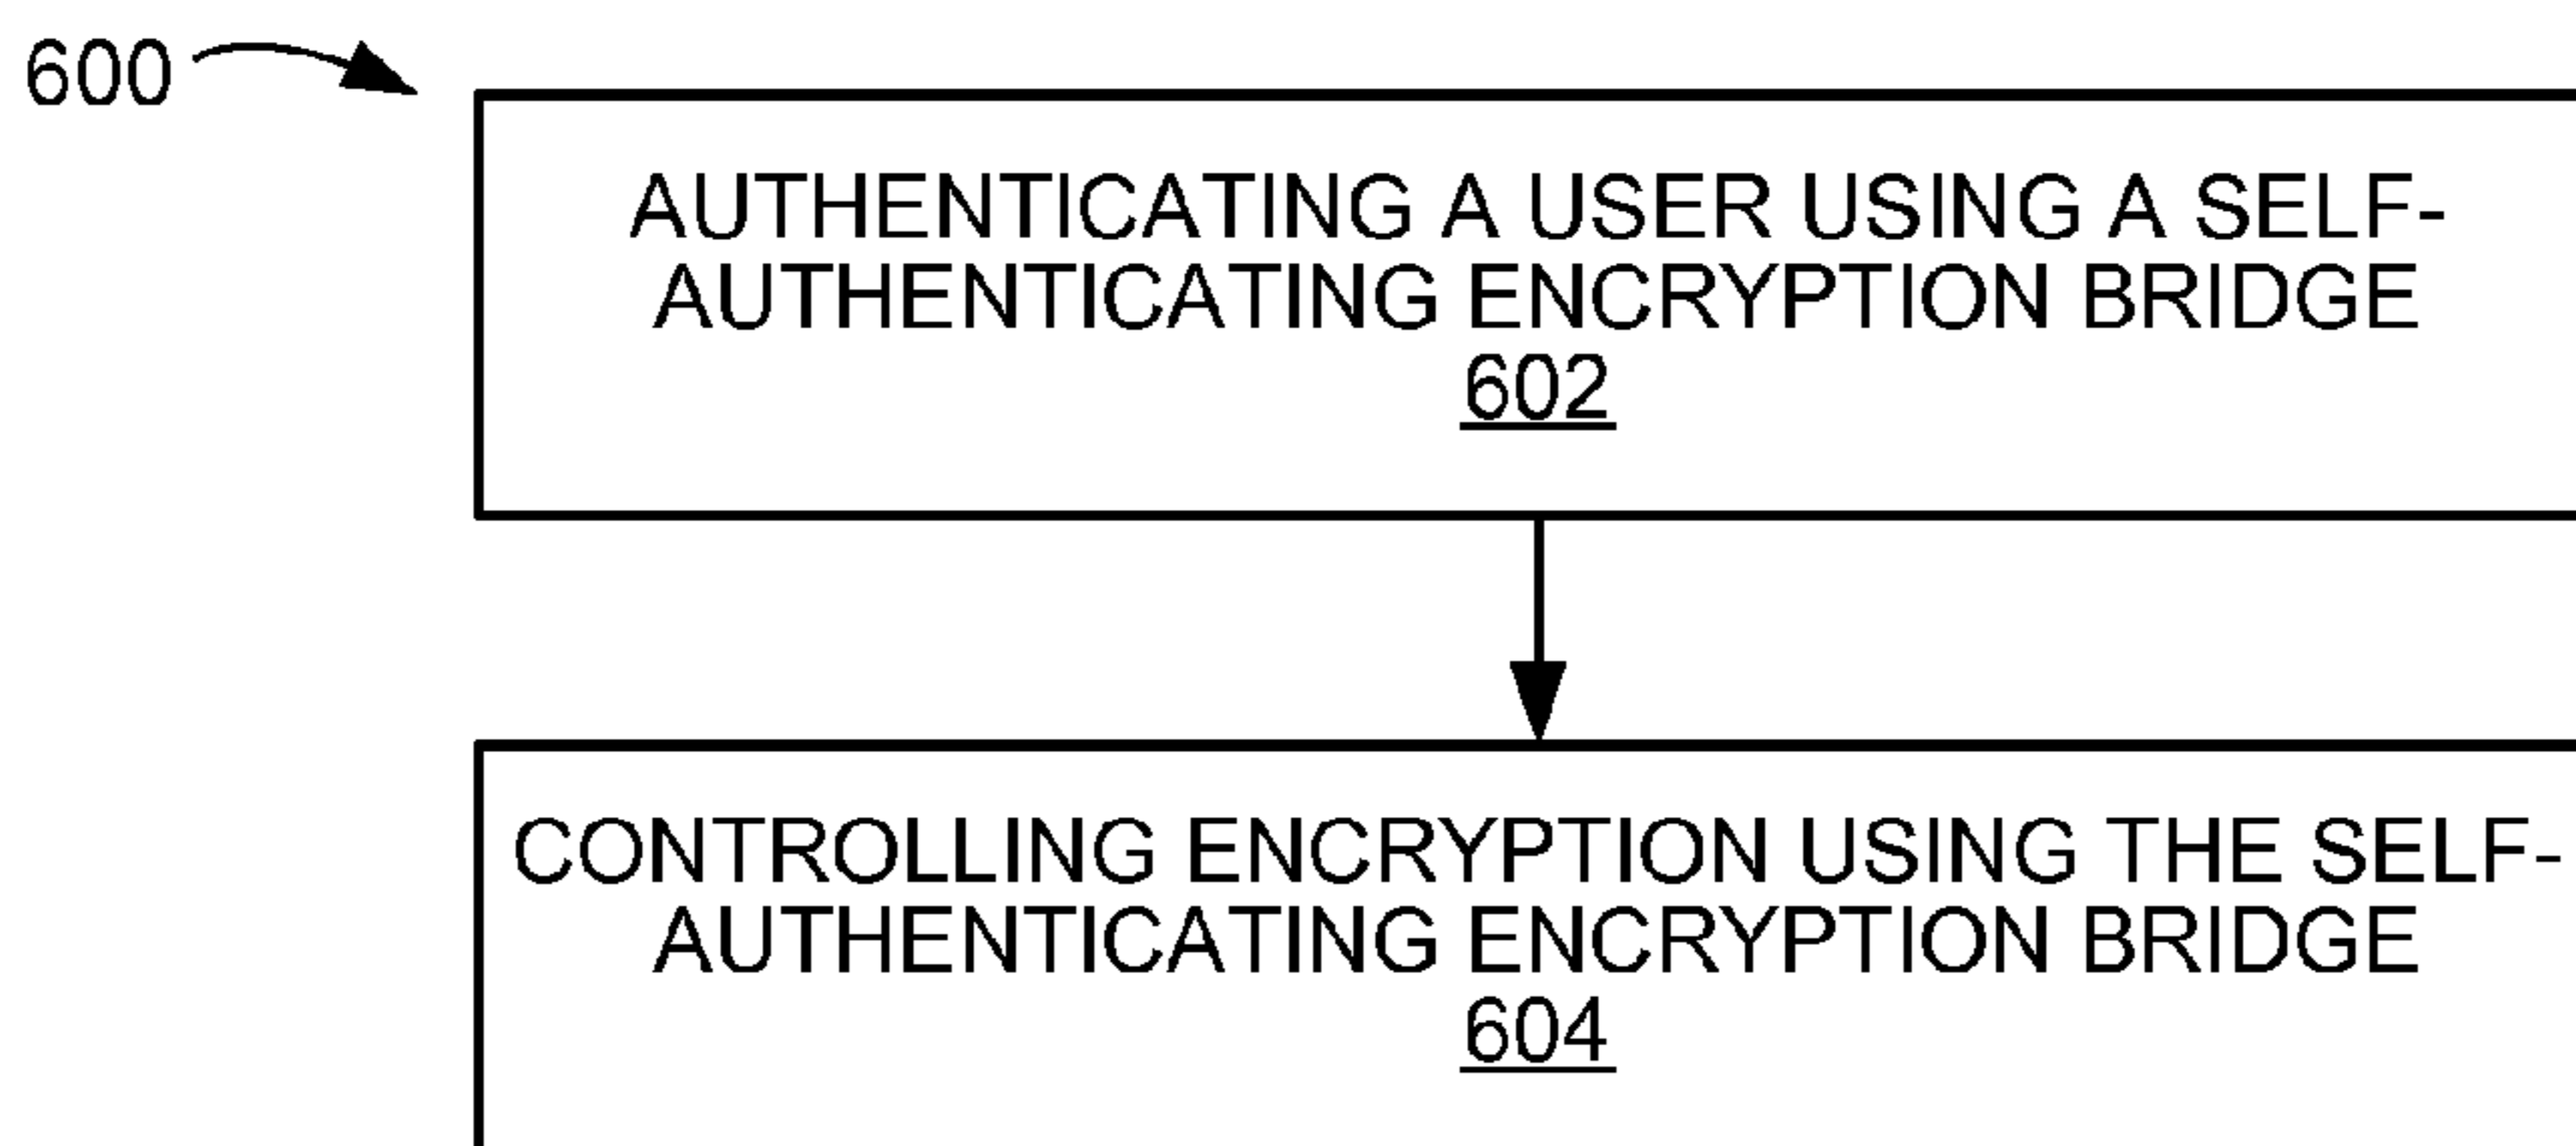 600
AUTHENTICATING A USER USING A SELF-
AUTHENTICATING ENCRYPTION BRIDGE
602
CONTROLLING ENCRYPTION USING THE SELF-
AUTHENTICATING ENCRYPTION BRIDGE
604